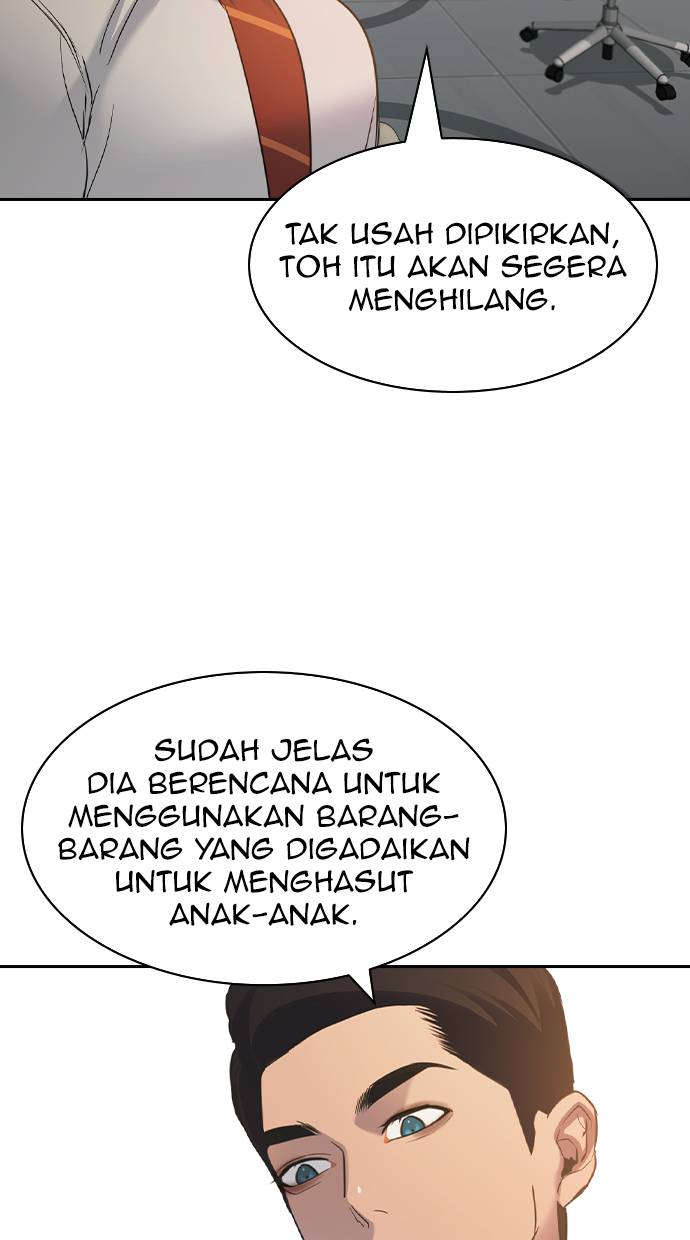 TAK USAH DIPIKIRKAN,
TOH ITU AKAN SEGERA
MENGHILANG.
SUDAH JELAS
DIA BERENCANA UNTUK
MENGGUNAKAN BARANG-
BARANG YANG DIGADAIKAN
UNTUK MENGHASUT
ANAK-ANAK.